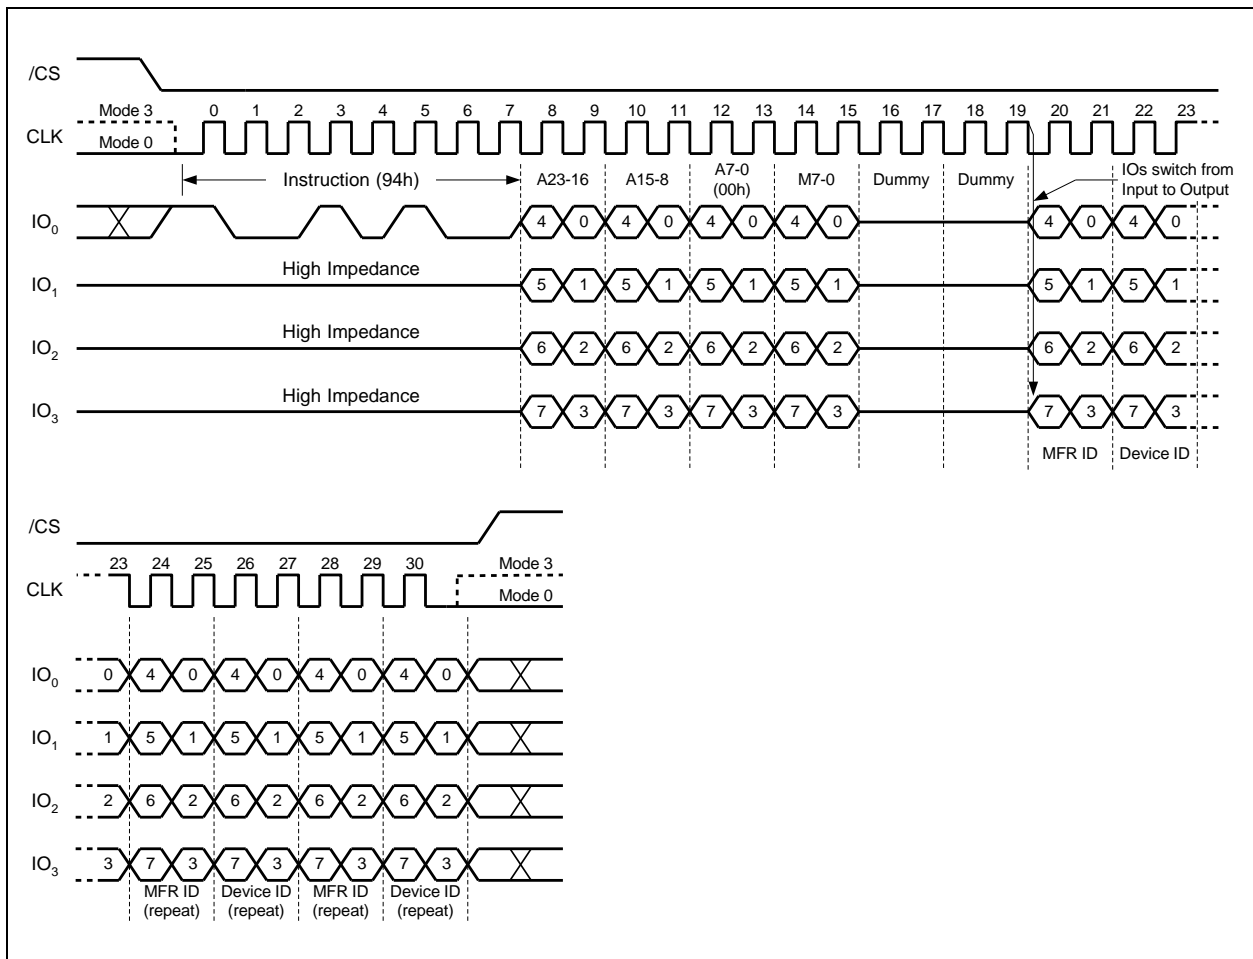 /CS
Mode 3 0 1 2 3 4 5 6 7 8 9 10 11 12 13 14 15 16 17 18 19 20 21 22 23
CLK
Mode 0
Instruction (94h) A23-16 A15-8 A7-0 (00h) M7-0 Dummy Dummy
IOs switch from
Input to Output
IO0 4 0 4 0 4 0 4 0 4 0 4 0
High Impedance
IO1 5 1 5 1 5 1 5 1 5 1 5 1
High Impedance
IO2 6 2 6 2 6 2 6 2 6 2 6 2
High Impedance
IO3 7 3 7 3 7 3 7 3 7 3 7 3
MFR ID Device ID
/CS
23 24 25 26 27 28 29 30 Mode 3
CLK
Mode 0
IO0 0 4 0 4 0 4 0 4 0
IO1 1 5 1 5 1 5 1 5 1
IO2 2 6 2 6 2 6 2 6 2
IO3 3 7 3 7 3 7 3 7 3
MFR ID Device ID MFR ID Device ID
(repeat) (repeat) (repeat) (repeat)